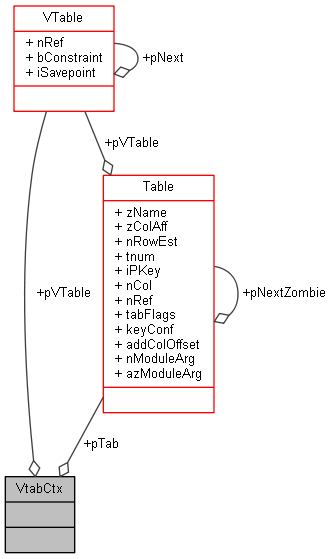 VTable
+ nRef
+ bConstraint
+ iSavepoint
+pNext
+pVTable
Table
+ zName
+ zColAff
+ nRowEst
+ tnum
+ iPKey
+ nCol
+ nRef
+ tabFlags
+ keyConf
+ addColOffset
+ nModuleArg
+ azModuleArg
+pVTable
+pNextZombie
+pTab
VtabCtx